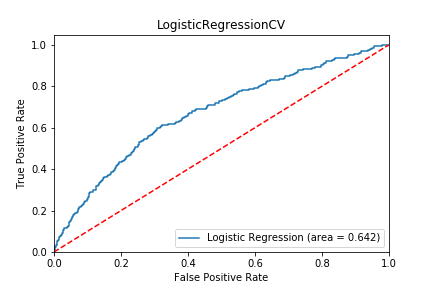 LogisticRegressionCV
1.0
0.8
0.6
0.4
0.2
0.0
True Positive Rate
Logistic Regression (area = 0.642)
0.0 0.2 0.4 0.6 0.8 1.0
False Positive Rate